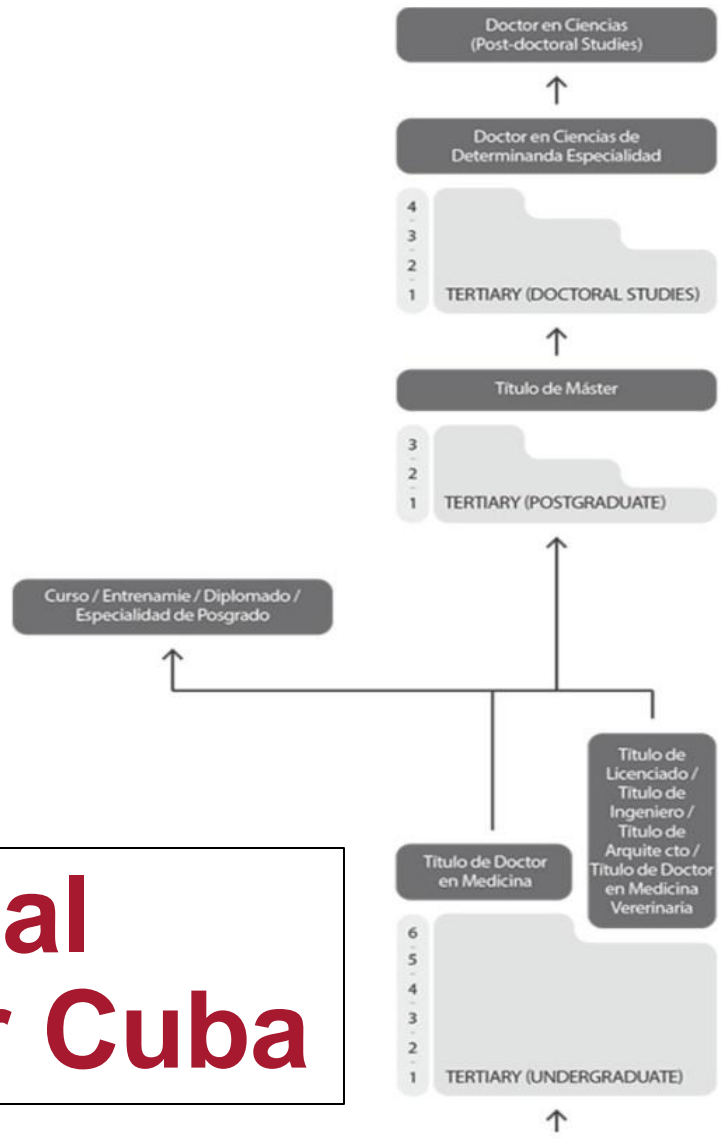 Doctor en Ciencias
(Post-doctoral Studies)
Doctor en Ciencias de
Determinanda Especialidad
4
3
2
1
TERTIARY (DOCTORAL STUDIES)
Título de Máster
3
2
1
TERTIARY (POSTGRADUATE)
Curso / Entrenamie / Diplomado /
Especialidad de Posgrado
Título de
Licenciado /
Título de
Ingeniero /
Título de
Arquite cto /
Título de Doctor
en Medicina
Vererinaria
Título de Doctor
en Medicina
6
5
4
3
2
1
TERTIARY (UNDERGRADUATE)
al
r Cuba